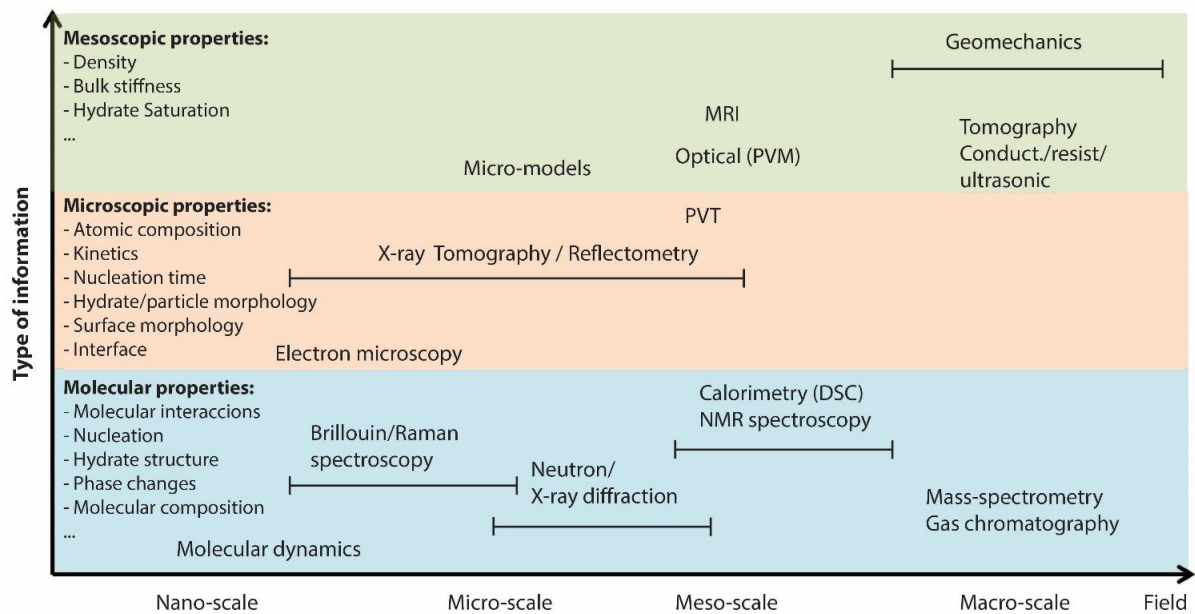 Type of information
Mesoscopic properties:
- Density
- Bulk stiffness
- Hydrate Saturation
...
Geomechanics
MRI
Optical (PVM)
Micro-models
Tomography
Conduct./resist/
ultrasonic
Microscopic properties:
- Atomic composition
- Kinetics
- Nucleation time
- Hydrate/particle morphology
- Surface morphology
- Interface
PVT
X-ray Tomography / Reflectometry
Electron microscopy
Molecular properties:
- Molecular interaccions
- Nucleation
- Hydrate structure
- Phase changes
- Molecular composition
...
Calorimetry (DSC)
NMR spectroscopy
Brillouin/Raman
spectroscopy
Neutron/
X-ray diffraction
Mass-spectrometry
Gas chromatography
Molecular dynamics
Nano-scale
Micro-scale
Meso-scale
Macro-scale
Field